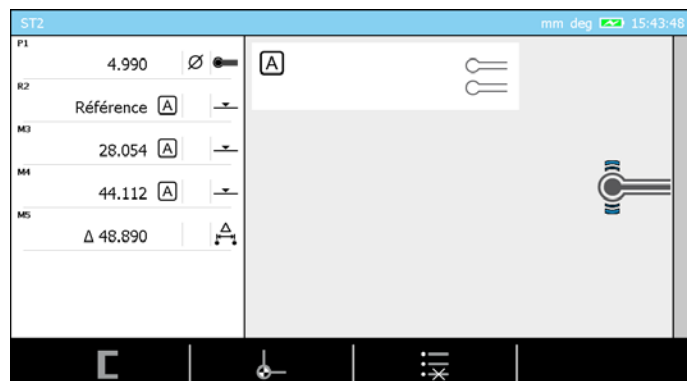 ST2 mm deg 15:43:48
P1
4.990 Ø
R2
Référence A
M3
28.054 A
M4
44.112 A
M5
Δ 48.890 Δ
A